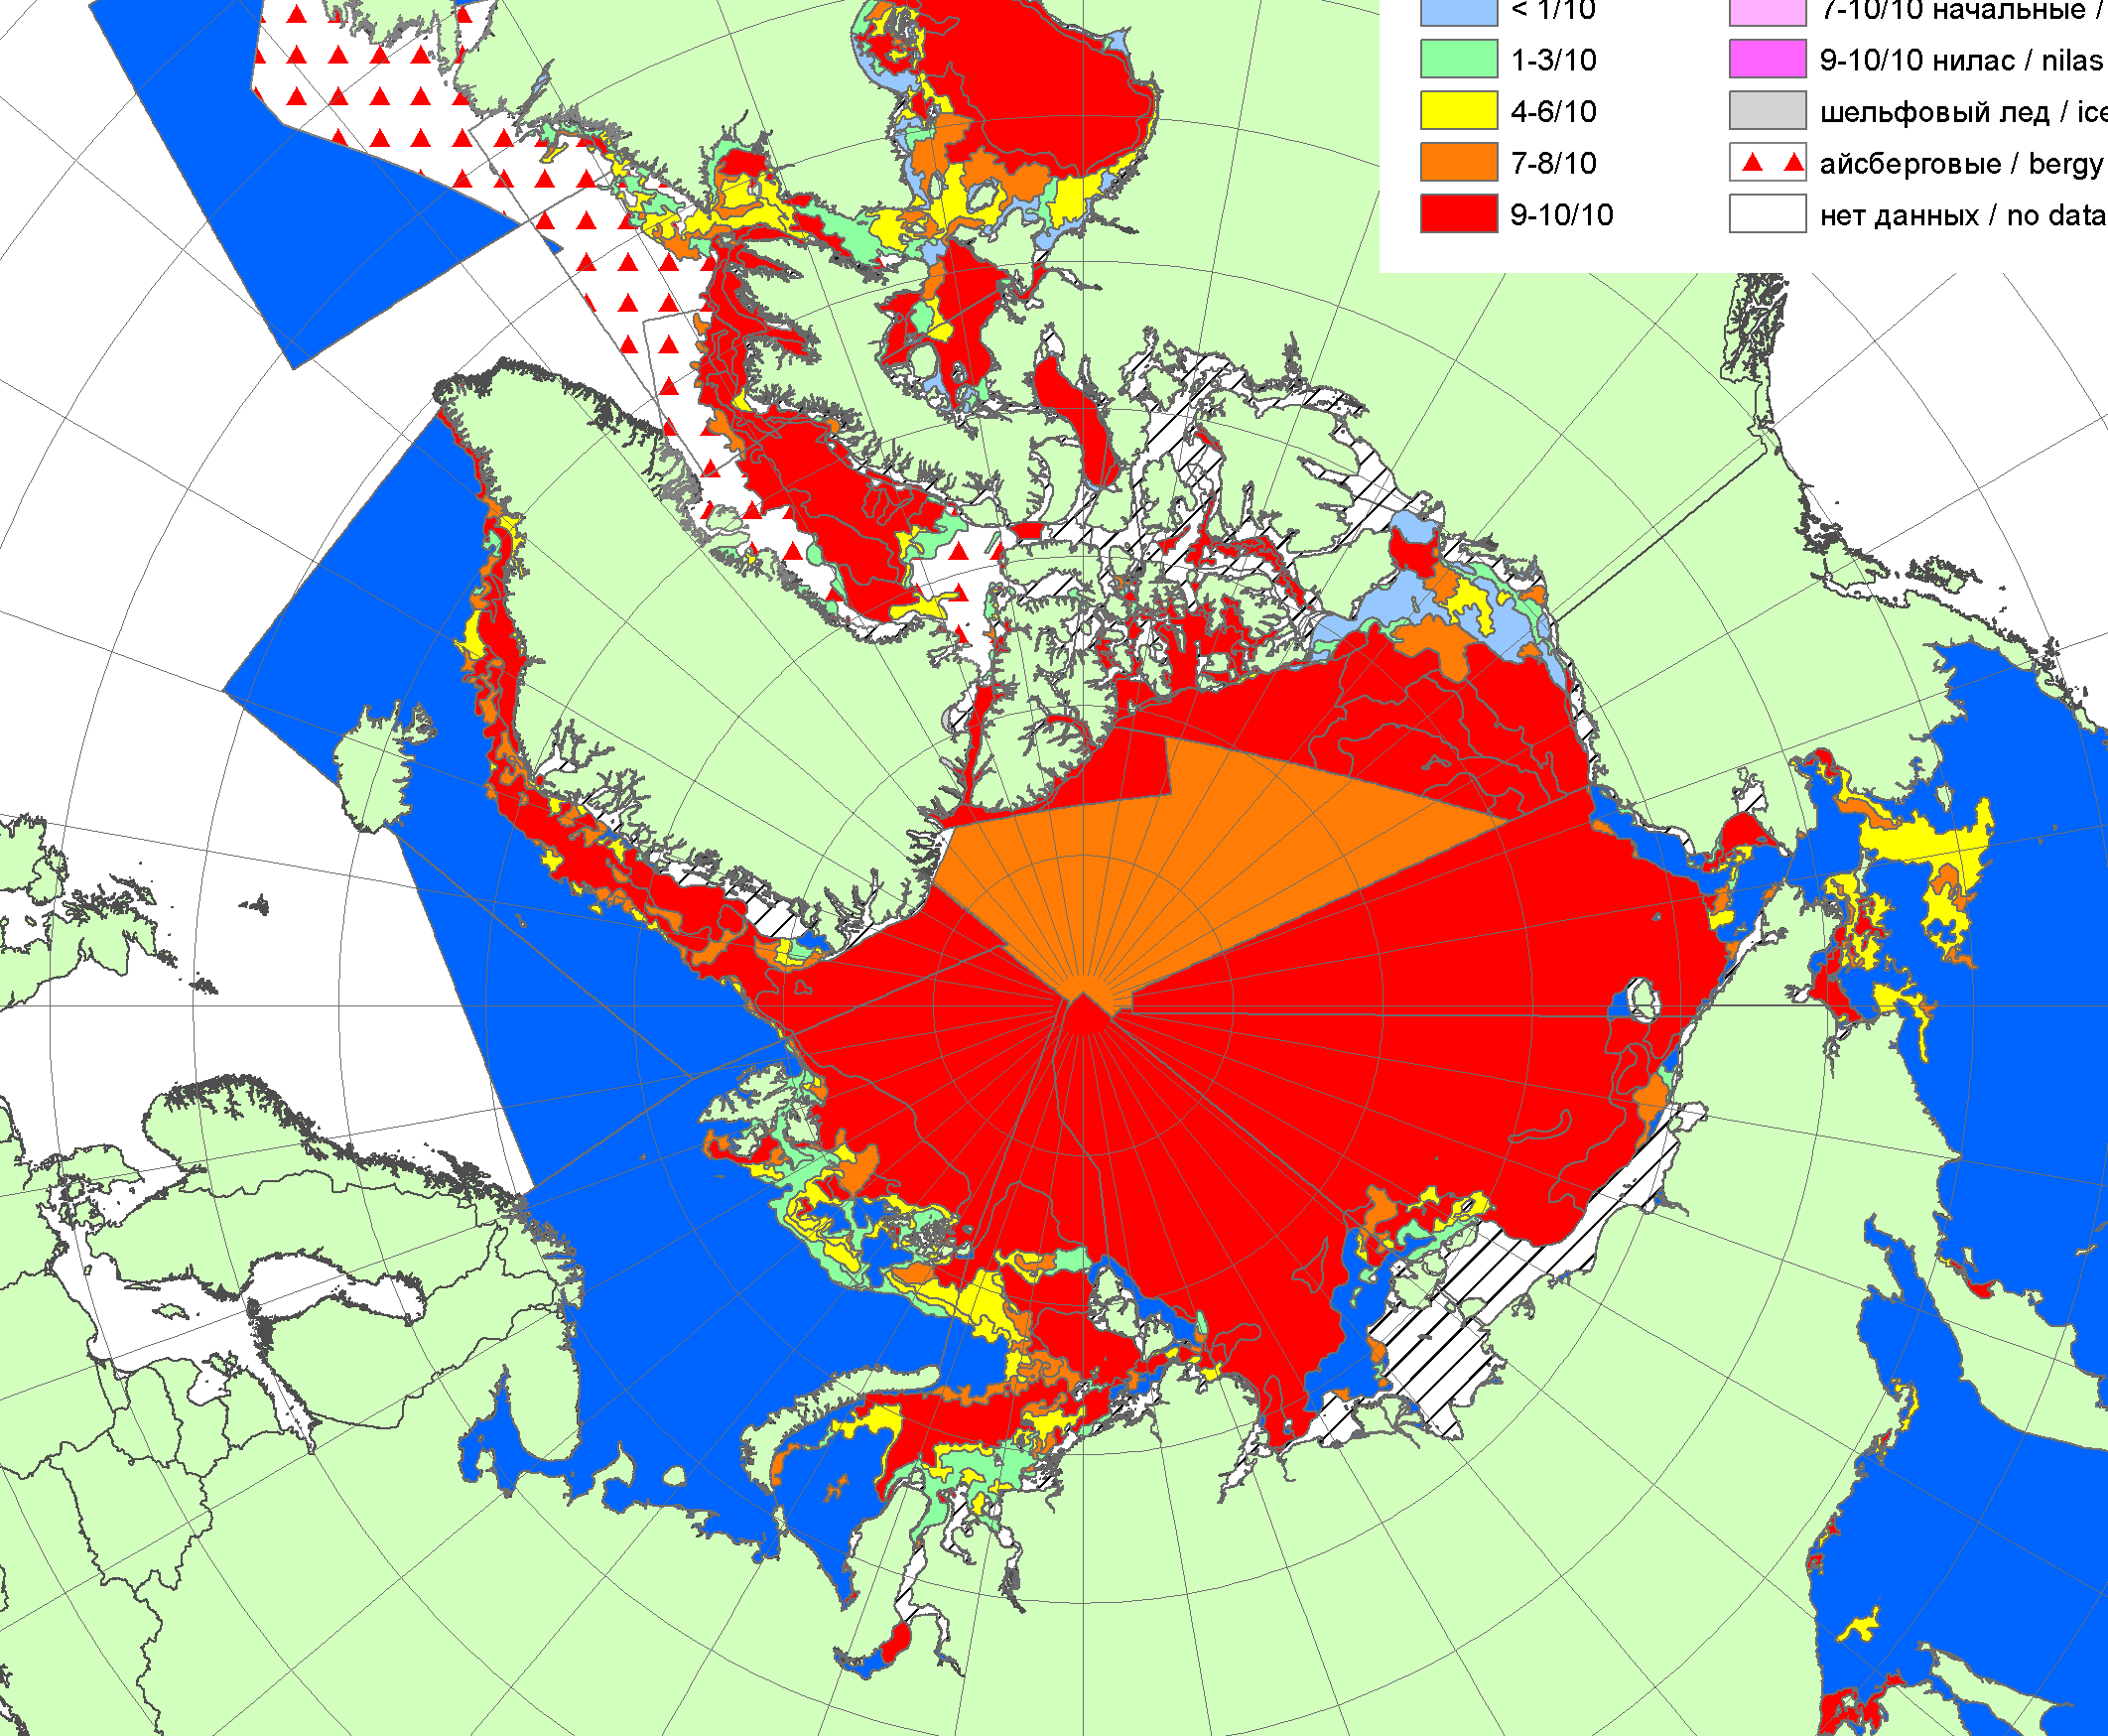 < 1/10
7-10/10 начальные /
1-3/10
9-10/10 нилас / nilas
4-6/10
шельфовый лед / ice
7-8/10
айсберговые / bergy
9-10/10
нет данных / no data